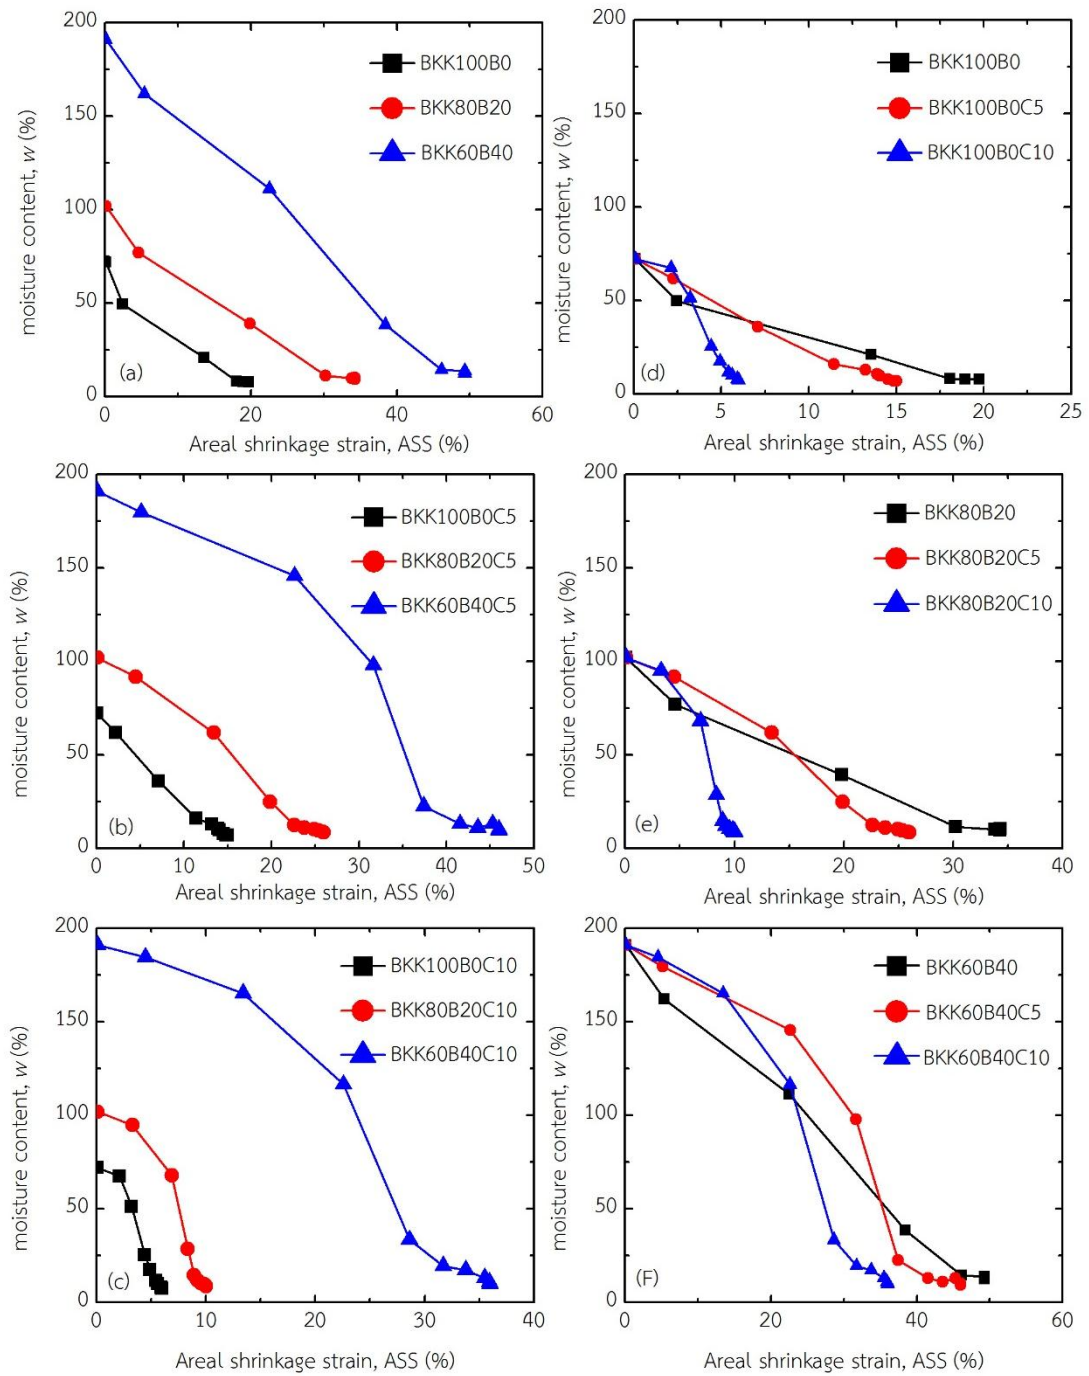 200
150
100
50
0
moisture content, w (%)
BKK100B0
BKK80B20
BKK60B40
(a)
0 20 40 60
Areal shrinkage strain, ASS (%)
200
150
100
50
0
moisture content, w (%)
BKK100B0
BKK100B0C5
BKK100B0C10
(d)
0 5 10 15 20 25
Areal shrinkage strain, ASS (%)
200
150
100
50
0
moisture content, w (%)
BKK100B0C5
BKK80B20C5
BKK60B40C5
(b)
0 10 20 30 40 50
Areal shrinkage strain, ASS (%)
200
150
100
50
0
moisture content, w (%)
BKK80B20
BKK80B20C5
BKK80B20C10
(e)
0 10 20 30 40
Areal shrinkage strain, ASS (%)
200
150
100
50
0
moisture content, w (%)
BKK100B0C10
BKK80B20C10
BKK60B40C10
(c)
0 10 20 30 40
Areal shrinkage strain, ASS (%)
200
150
100
50
0
moisture content, w (%)
BKK60B40
BKK60B40C5
BKK60B40C10
(F)
0 20 40 60
Areal shrinkage strain, ASS (%)